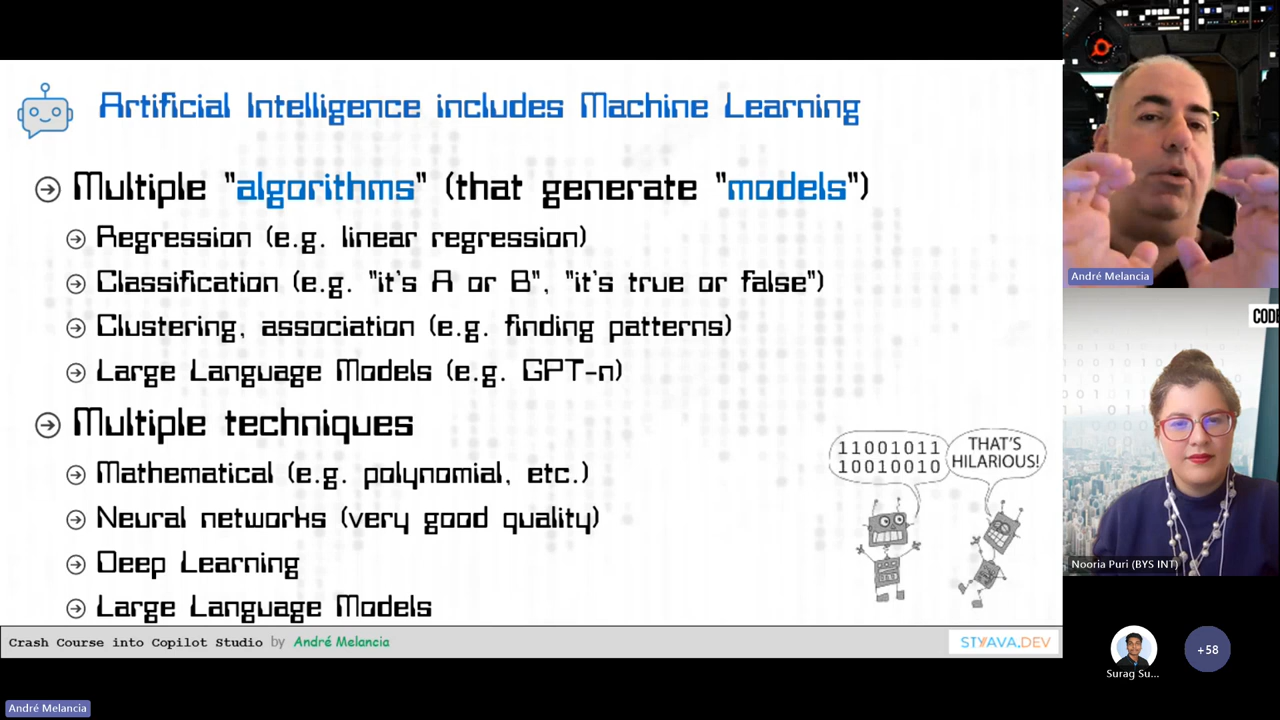 Artificial Intelligence includes Machine Learning
Multiple "algorithms" (that generate "models")
Regression (e.g. linear regression)
Classification (e.g. "it's A or B", "it's true or false")
Clustering, association (e.g. finding patterns)
Large Language Models (e.g. GPT-n)
Multiple techniques
Mathematical (e.g. polynomial, etc.)
Neural networks (very good quality)
Deep Learning
Large Language Models
11001011
10010010
THAT'S
HILARIOUS!
Crash Course into Copilot Studio by André Melancia
STYAVA.DEV
André Melancia
CODE
Nooria Puri (BYS INT)
Surag Su...
+58
André Melancia